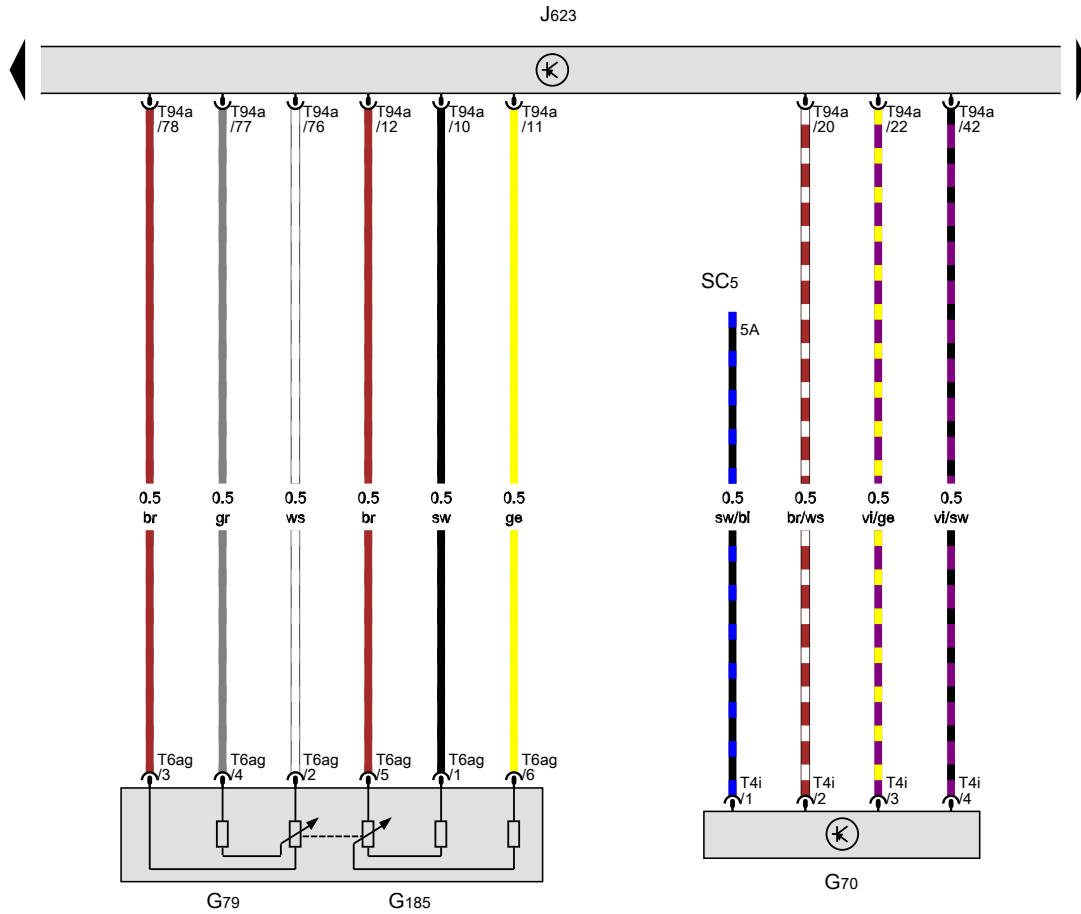 J623
T94a
/78
T94a
/77
T94a
/76
T94a
/12
T94a
/10
T94a
/11
T94a
/20
T94a
/22
T94a
/42
SC5
5A
0.5
br
0.5
gr
0.5
ws
0.5
br
0.5
sw
0.5
ge
0.5
sw/bl
0.5
br/ws
0.5
vi/ge
0.5
vi/sw
T6ag
/3
T6ag
/4
T6ag
/2
T6ag
/5
T6ag
/1
T6ag
/6
T4i
/1
T4i
/2
T4i
/3
T4i
/4
G79
G185
G70